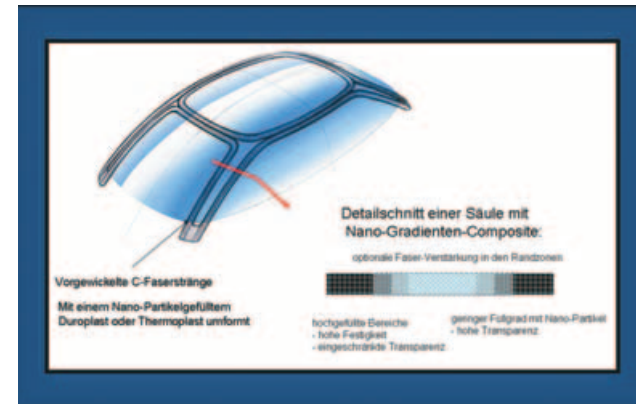 Detailschnitt einer Säule mit
Nano-Gradienten-Composite:
optionale Faser-Verstärkung in den Randzonen
Vorgewickelte C-Faserstränge
Mit einem Nano-Partikelgefülltem
Duroplast oder Thermoplast umformt
hochgefüllte Bereiche
- hohe Festigkeit
- eingeschränkte Transparenz
geringer Füllgrad mit Nano-Partikel
- hohe Transparenz